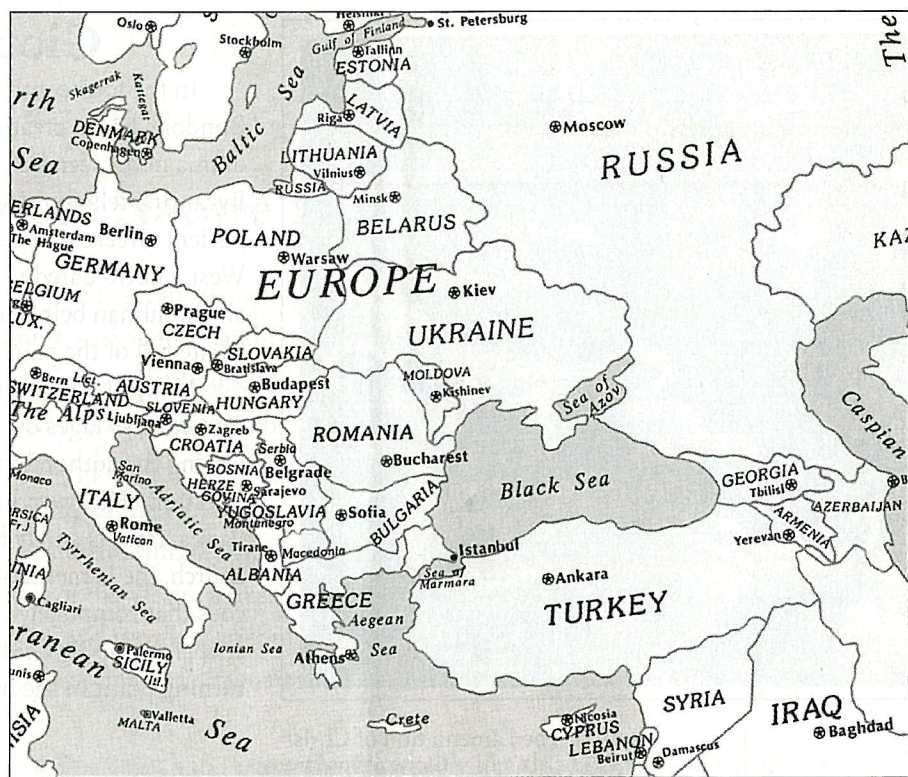 Oslo
Stockholm
Gulf of Finland
St. Petersburg
Tallinn
ESTONIA
The
Skagerrak
Kattegat
Baltic Sea
Riga
LATVIA
Moscow
RUSSIA
North
Sea
DENMARK
Copenhagen
LITHUANIA
Vilnius
RUSSIA
Minsk
BELARUS
ERLANDS
Amsterdam
The Hague
Berlin
GERMANY
POLAND
Warsaw
EUROPE
KAZ
BELGIUM
LUX.
Prague
CZECH
Kiev
UKRAINE
SLOVAKIA
Vienna
Bratislava
Bern
SWITZERLAND
AUSTRIA
Budapest
HUNGARY
MOLDOVA
Kishinev
Sea of
Azov
Caspian
The Alps
Ljubljana
SLOVENIA
Zagreb
CROATIA
ROMANIA
Bucharest
Serbia
Belgrade
BOSNIA
HERZE
GOVINA
Sarajevo
YUGOSLAVIA
Montenegro
San
Marino
Monaco
ITALY
Adriatic Sea
Rome
Vatican
Sofia
BULGARIA
Black Sea
GEORGIA
Tbilisi
AZERBAIJAN
ARMENIA
Yerevan
Tirane
Macedonia
ALBANIA
Istanbul
Sea of
Marmara
Ankara
TURKEY
(Fr.)
Cagliari
Tyrrhenian Sea
GREECE
Aegean
Sea
Ionian Sea
Athens
Palermo
SICILY
(It.)
Valletta
MALTA
Sea
Crete
Nicosia
CYPRUS
LEBANON
Beirut
Damascus
SYRIA
IRAQ
Baghdad